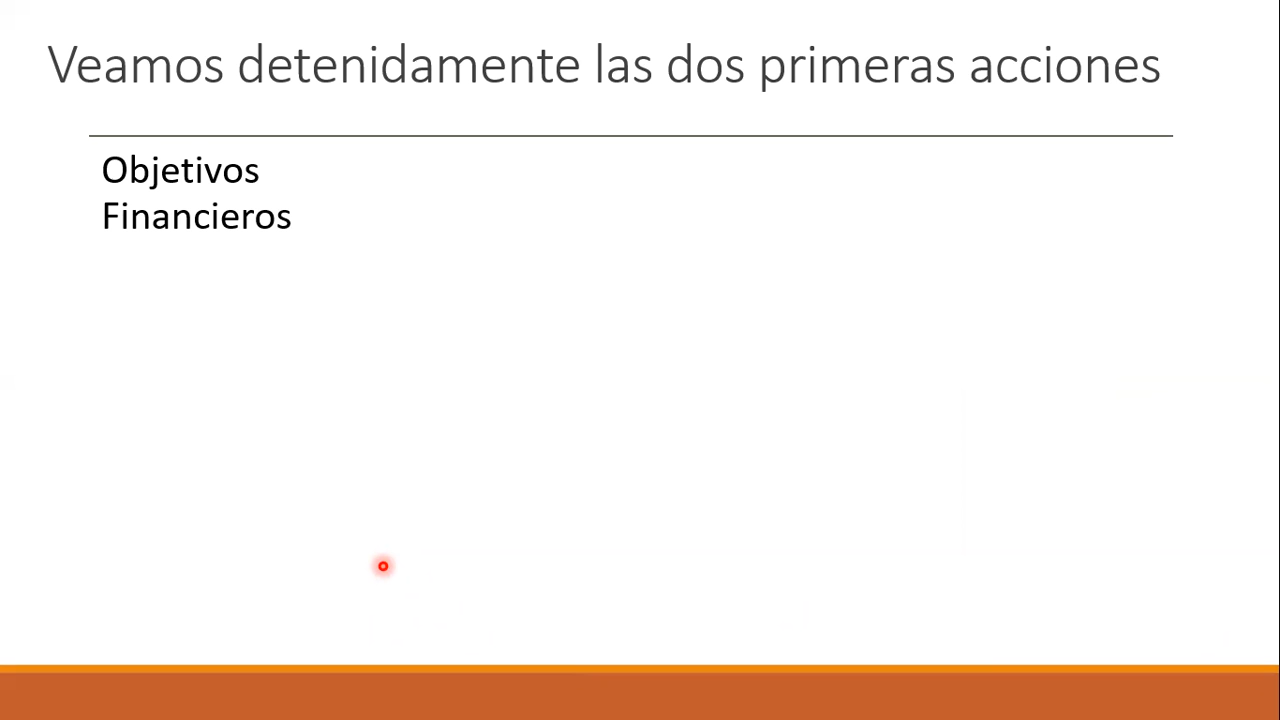 Veamos detenidamente las dos primeras acciones
Objetivos
Financieros